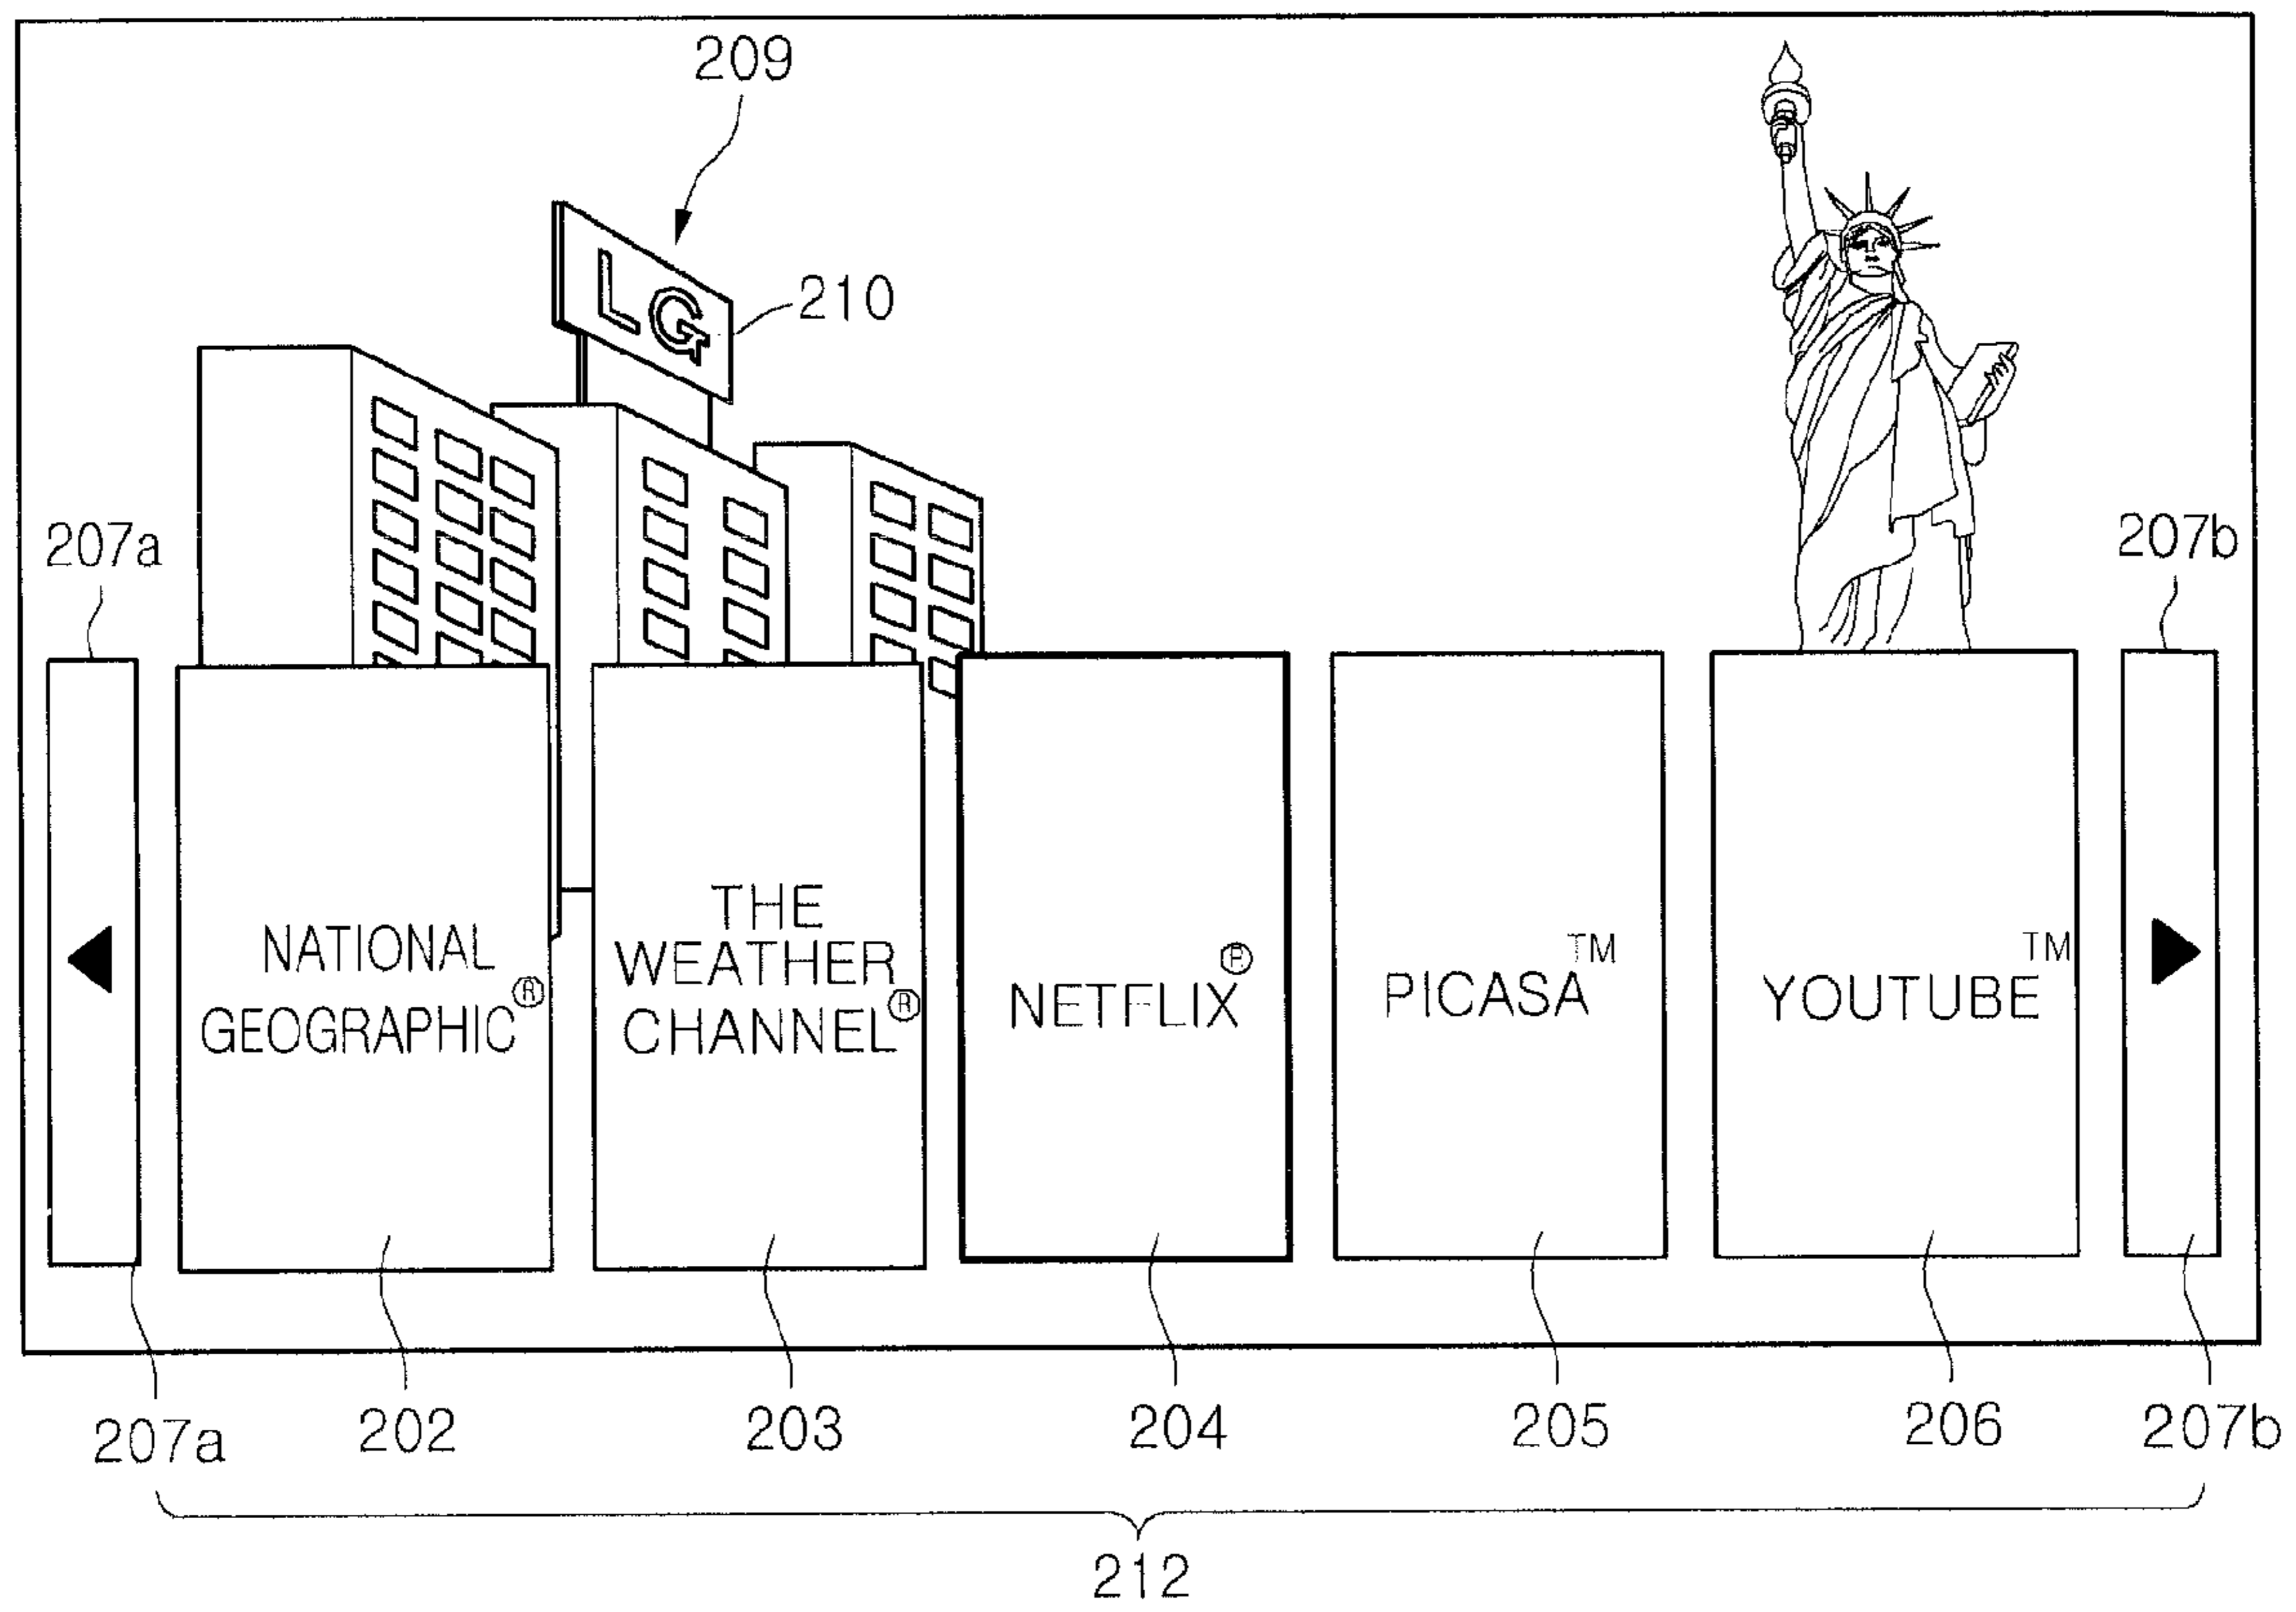 209
LG
210
207a
207b
NATIONAL
GEOGRAPHIC®
THE
WEATHER
CHANNEL®
NETFLIX®
PICASA™
YOUTUBE™
207a
202
203
204
205
206
207b
212